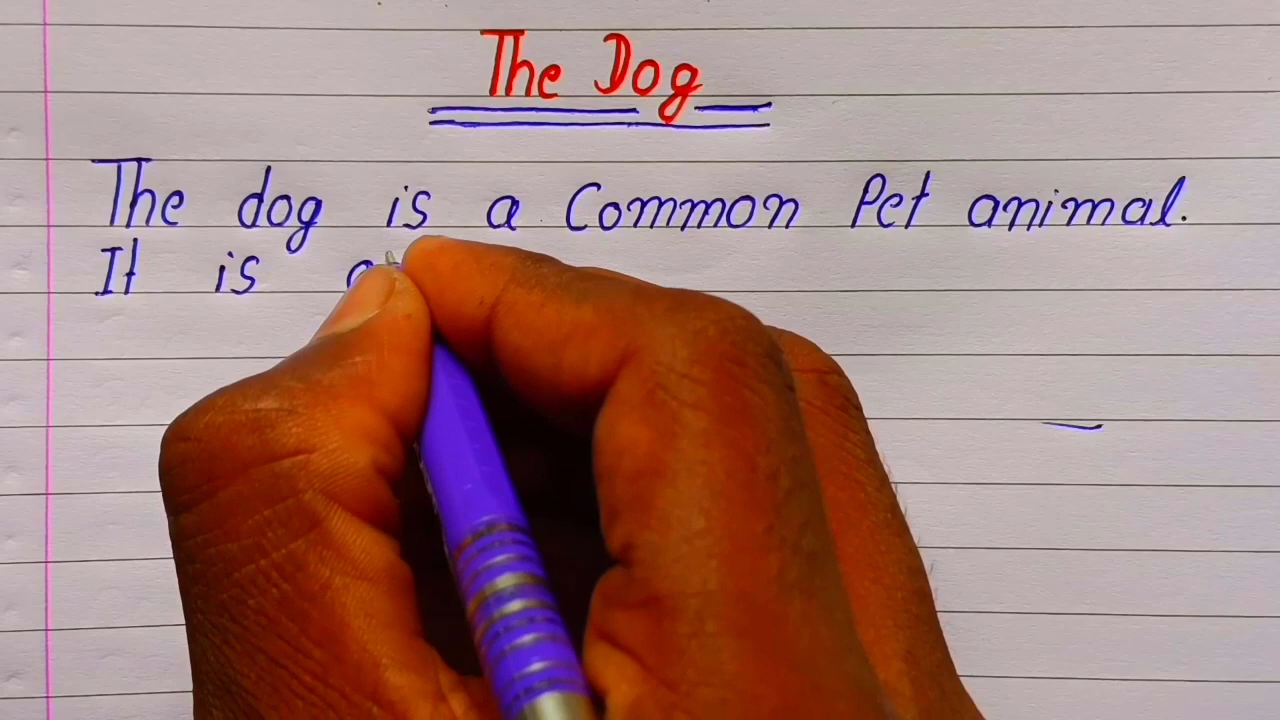 The Dog
The dog is a Common Pet animal.
It is